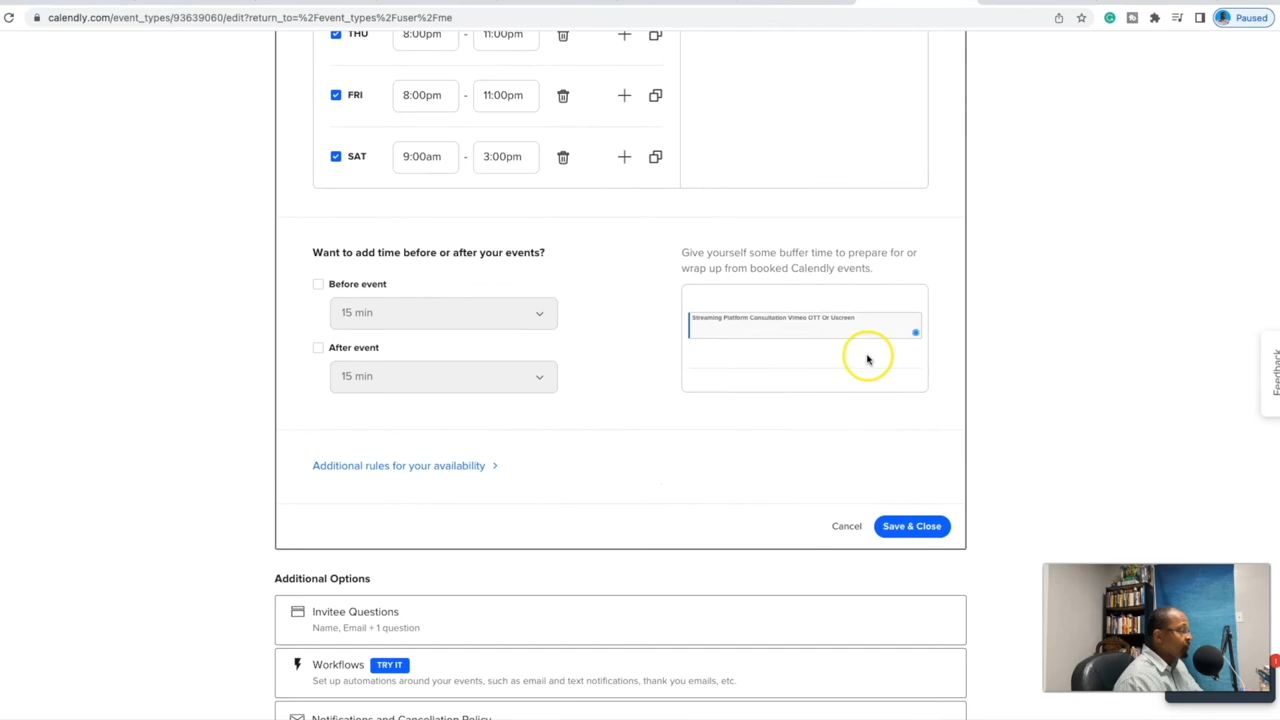 calendly.com/event_types/93639060/edit?return_to=%2Fevent_types%2Fuser%2Fme
Paused
THU 8:00pm - 11:00pm
FRI 8:00pm - 11:00pm
SAT 9:00am - 3:00pm
Want to add time before or after your events?
Before event
15 min
After event
15 min
Give yourself some buffer time to prepare for or
wrap up from booked Calendly events.
Streaming Platform Consultation Vimeo OTT Or Uscreen
Additional rules for your availability
Cancel
Save & Close
Feedback
Additional Options
Invitee Questions
Name, Email + 1 question
Workflows TRY IT
Set up automations around your events, such as email and text notifications, thank you emails, etc.
Notifications and Cancellation Policy